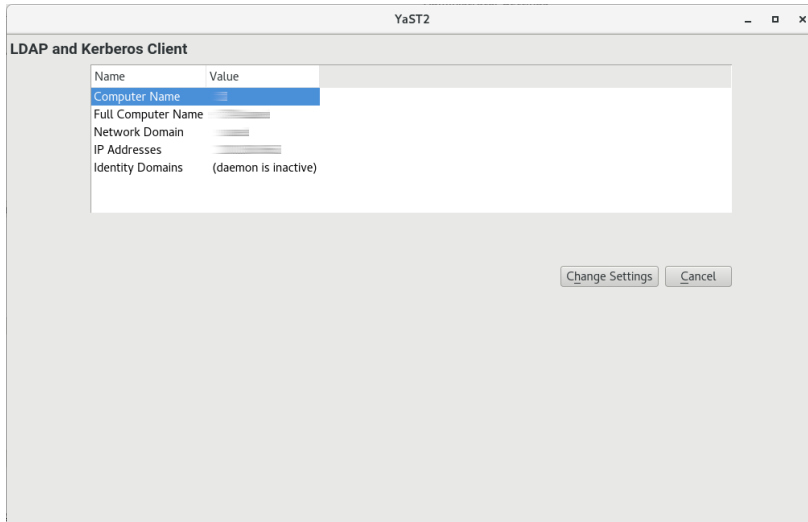 YaST2
LDAP and Kerberos Client
Name Value
Computer Name
Full Computer Name
Network Domain
IP Addresses
Identity Domains (daemon is inactive)
Change Settings Cancel